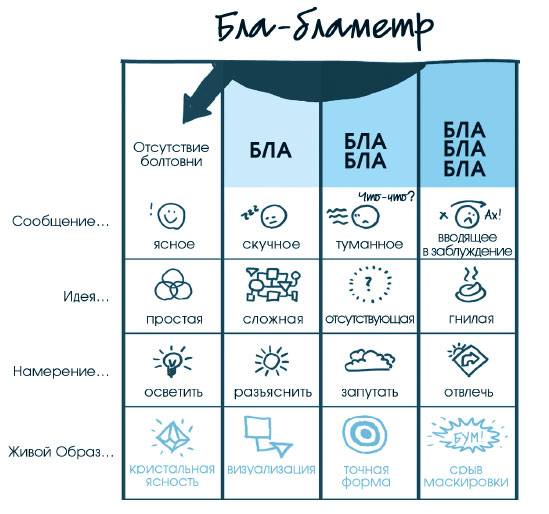 Бла-бламетр
Отсутствие
болтовни
БЛА
БЛА
БЛА
БЛА
БЛА
БЛА
Сообщение...
!
ясное
zzz
скучное
Что-что?
туманное
x Ах!
вводящее
в заблуждение
Идея...
простая
сложная
?
отсутствующая
гнилая
Намерение...
осветить
разъяснить
запутать
отвлечь
Живой Образ...
кристальная
ясность
визуализация
точная
форма
БУМ!
срыв
маскировки